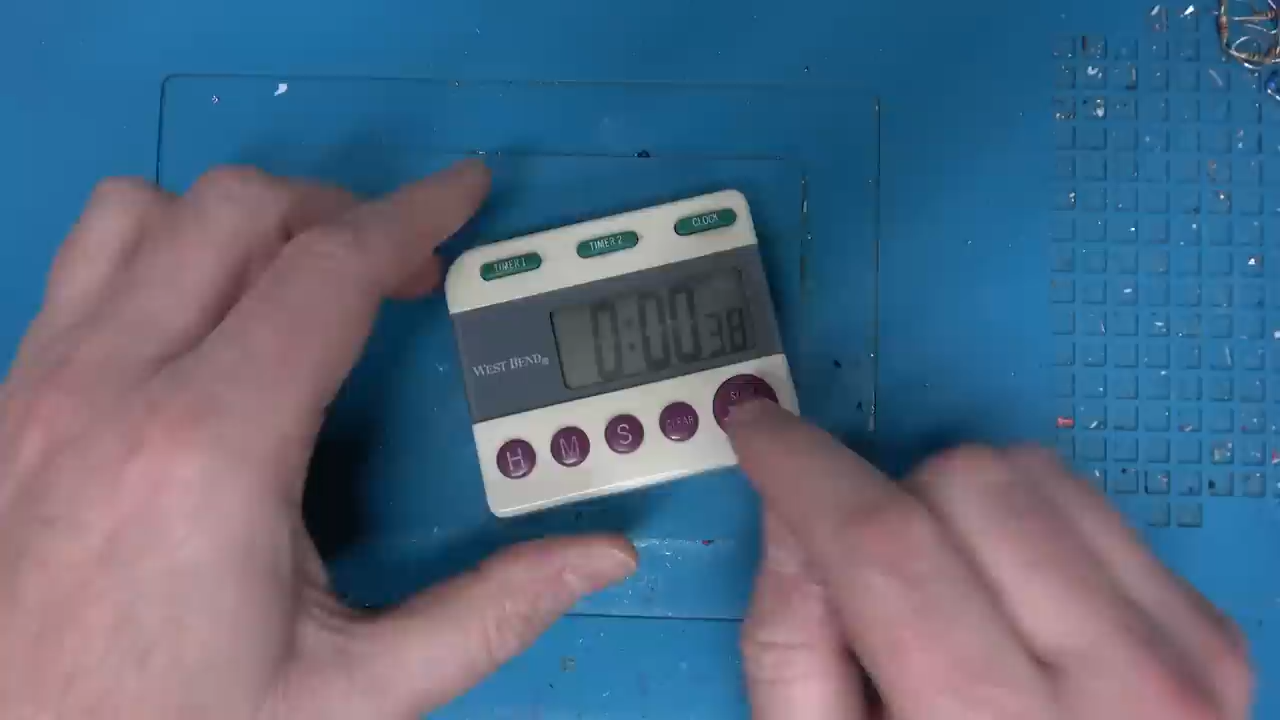 TIMER 1
TIMER 2
CLOCK
0:00 38
WEST BEND®
H
M
S
CLEAR